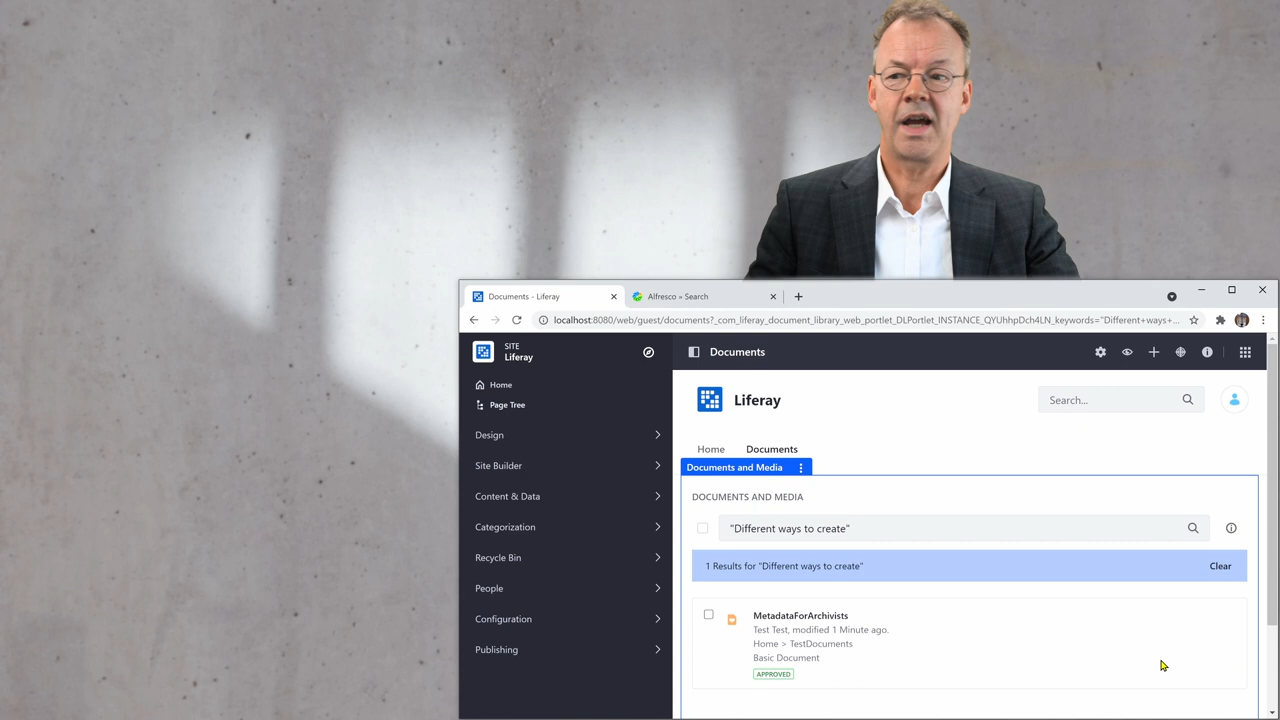 Documents - Liferay
Alfresco » Search
localhost:8080/web/guest/documents?_com_liferay_document_library_web_portlet_DLPortlet_INSTANCE_QYUhhpDch4LN_keywords="Different+ways+...
SITE
Liferay
Home
Page Tree
Design
Site Builder
Content & Data
Categorization
Recycle Bin
People
Configuration
Publishing
Documents
Liferay
Search...
Home
Documents
Documents and Media
DOCUMENTS AND MEDIA
"Different ways to create"
1 Results for "Different ways to create"
Clear
MetadataForArchivists
Test Test, modified 1 Minute ago.
Home > TestDocuments
Basic Document
APPROVED